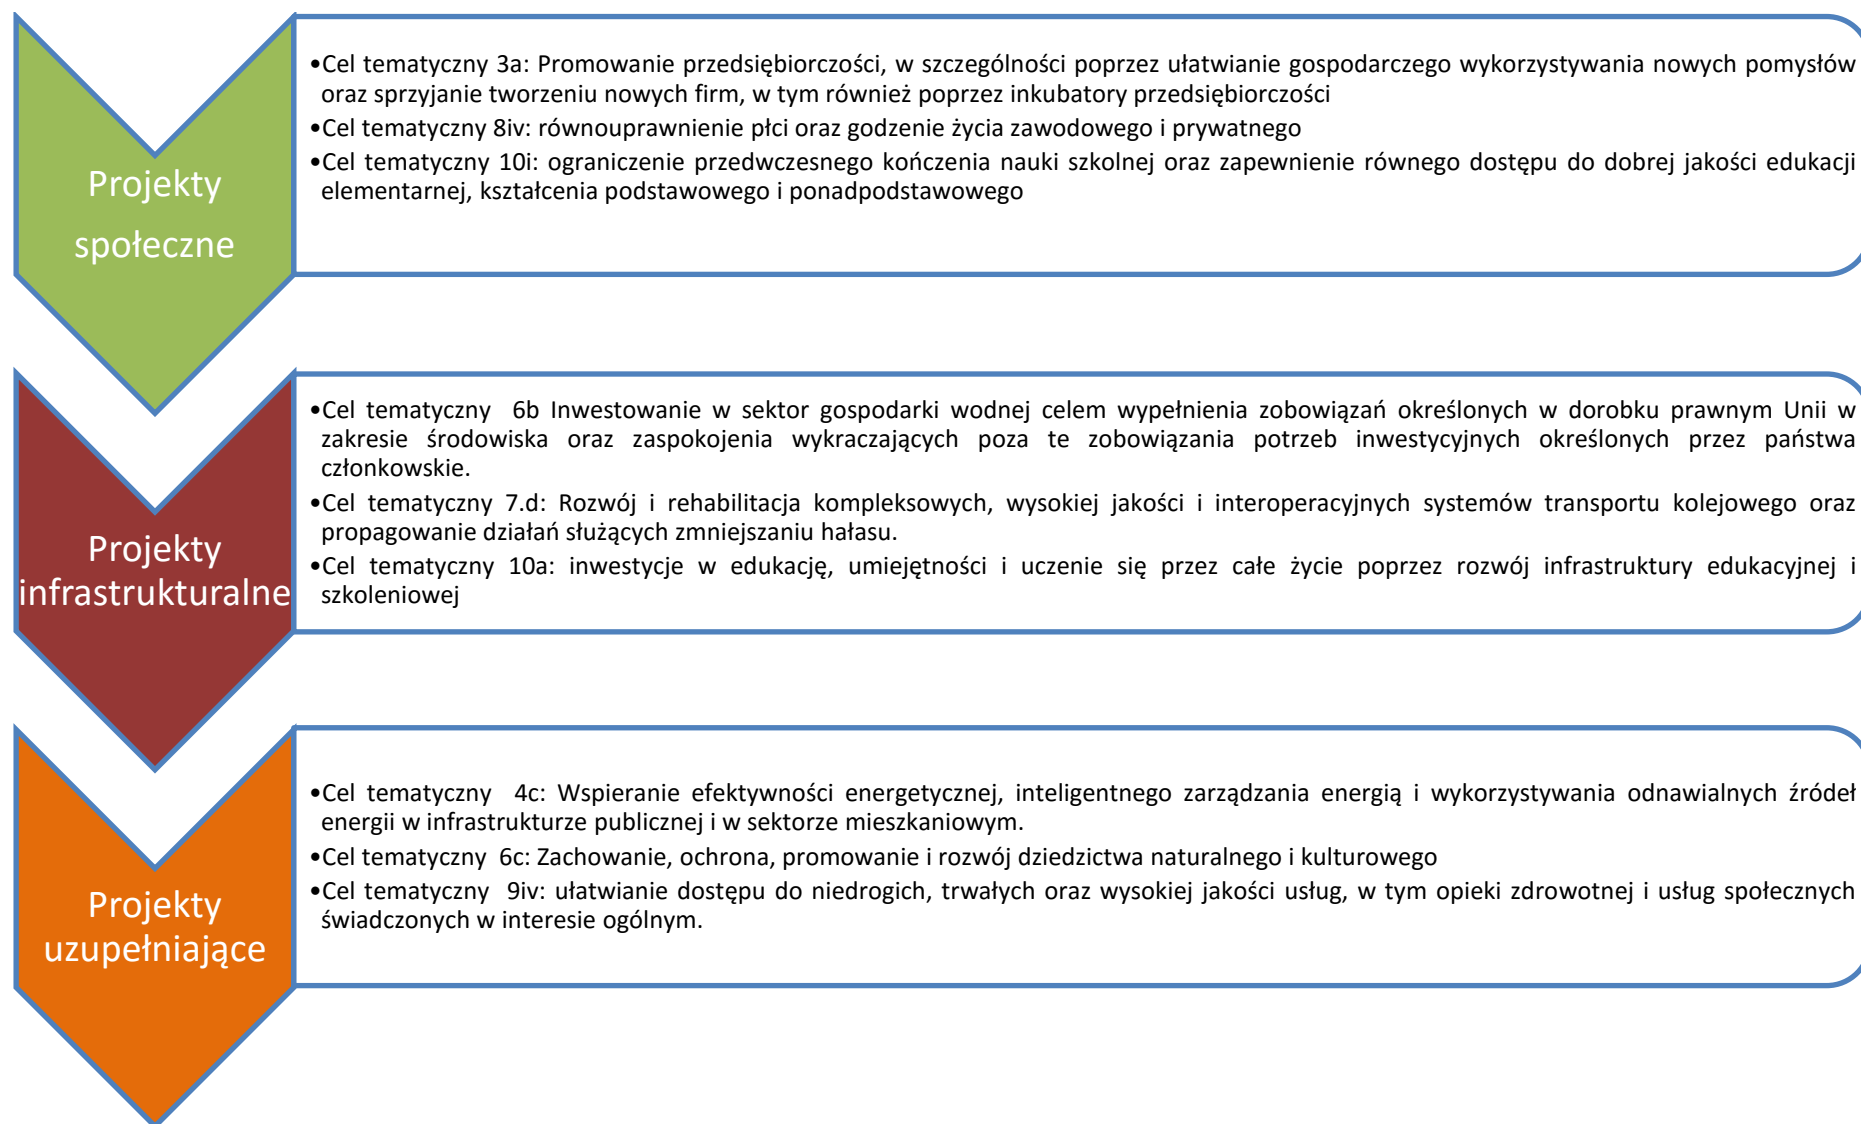 Projekty
społeczne
•Cel tematyczny 3a: Promowanie przedsiębiorczości, w szczególności poprzez ułatwianie gospodarczego wykorzystywania nowych pomysłów
oraz sprzyjanie tworzeniu nowych firm, w tym również poprzez inkubatory przedsiębiorczości
•Cel tematyczny 8iv: równouprawnienie płci oraz godzenie życia zawodowego i prywatnego
•Cel tematyczny 10i: ograniczenie przedwczesnego kończenia nauki szkolnej oraz zapewnienie równego dostępu do dobrej jakości edukacji
elementarnej, kształcenia podstawowego i ponadpodstawowego
Projekty
infrastrukturalne
•Cel tematyczny 6b Inwestowanie w sektor gospodarki wodnej celem wypełnienia zobowiązań określonych w dorobku prawnym Unii w
zakresie środowiska oraz zaspokojenia wykraczających poza te zobowiązania potrzeb inwestycyjnych określonych przez państwa
członkowskie.
•Cel tematyczny 7.d: Rozwój i rehabilitacja kompleksowych, wysokiej jakości i interoperacyjnych systemów transportu kolejowego oraz
propagowanie działań służących zmniejszaniu hałasu.
•Cel tematyczny 10a: inwestycje w edukację, umiejętności i uczenie się przez całe życie poprzez rozwój infrastruktury edukacyjnej i
szkoleniowej
Projekty
uzupełniające
•Cel tematyczny 4c: Wspieranie efektywności energetycznej, inteligentnego zarządzania energią i wykorzystywania odnawialnych źródeł
energii w infrastrukturze publicznej i w sektorze mieszkaniowym.
•Cel tematyczny 6c: Zachowanie, ochrona, promowanie i rozwój dziedzictwa naturalnego i kulturowego
•Cel tematyczny 9iv: ułatwianie dostępu do niedrogich, trwałych oraz wysokiej jakości usług, w tym opieki zdrowotnej i usług społecznych
świadczonych w interesie ogólnym.